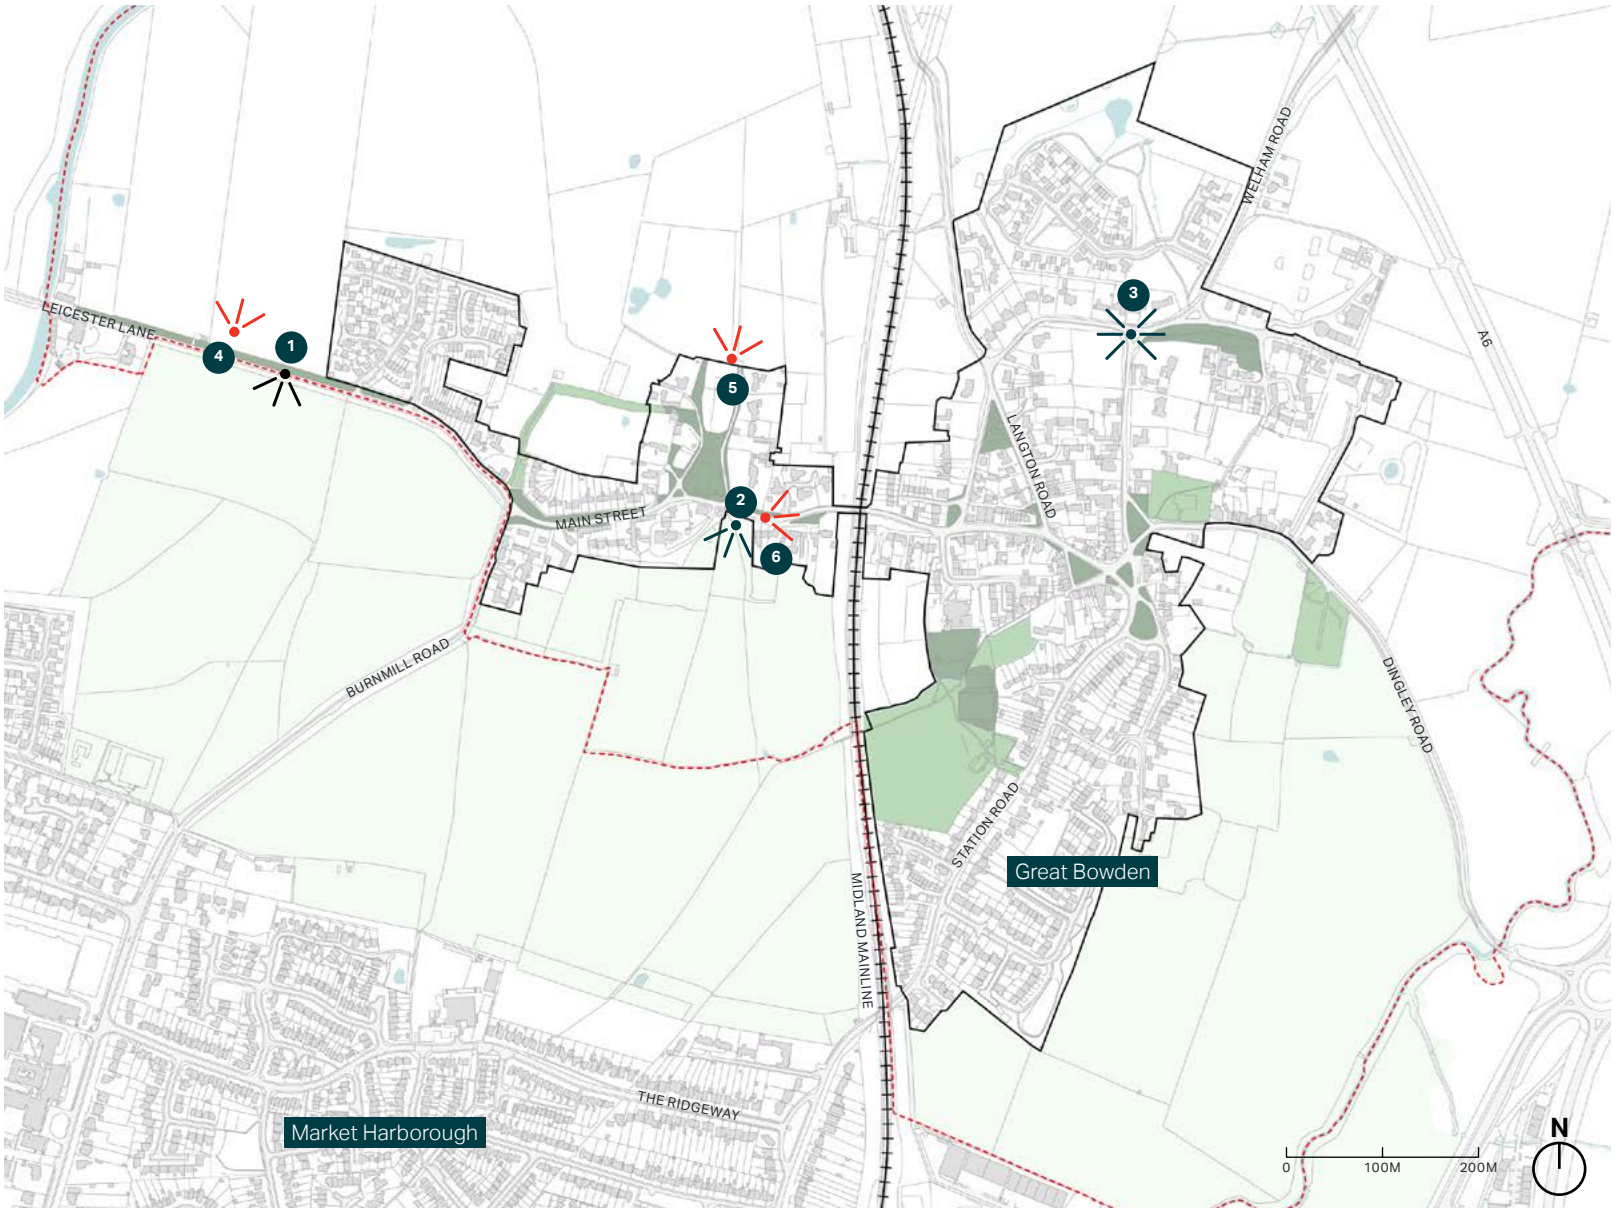 WELHAM ROAD
3
LEICESTER LANE
4
1
A6
5
LANGTON ROAD
2
MAIN STREET
6
BURNMILL ROAD
DINGLEY ROAD
STATION ROAD
Great Bowden
MIDLAND MAINLINE
THE RIDGEWAY
Market Harborough
N
0 100M 200M